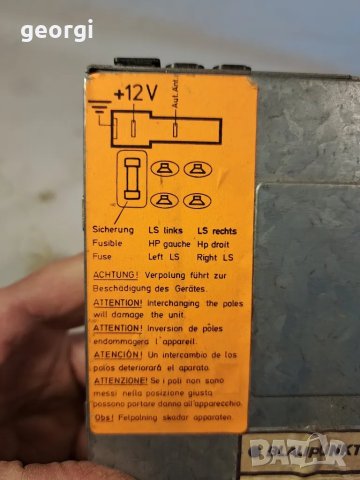 georgi
+12V
Aut. Ant.
Sicherung LS links LS rechts
Fusible HP gauche Hp droit
Fuse Left LS Right LS
ACHTUNG! Verpolung führt zur
Beschädigung des Gerätes.
ATTENTION! Interchanging the poles
will damage the unit.
ATTENTION! Inversion de pôles
endommagera l'appareil.
ATENCIÓN! Un intercambio de los
polos deteriorará el aparato.
ATTENZIONE! Se i poli non sono
messi nella posizione giusta
possono portare danno all'apparecchio.
Obs! Felpolning skadar apparaten.
BLAUPUNKT
bazar